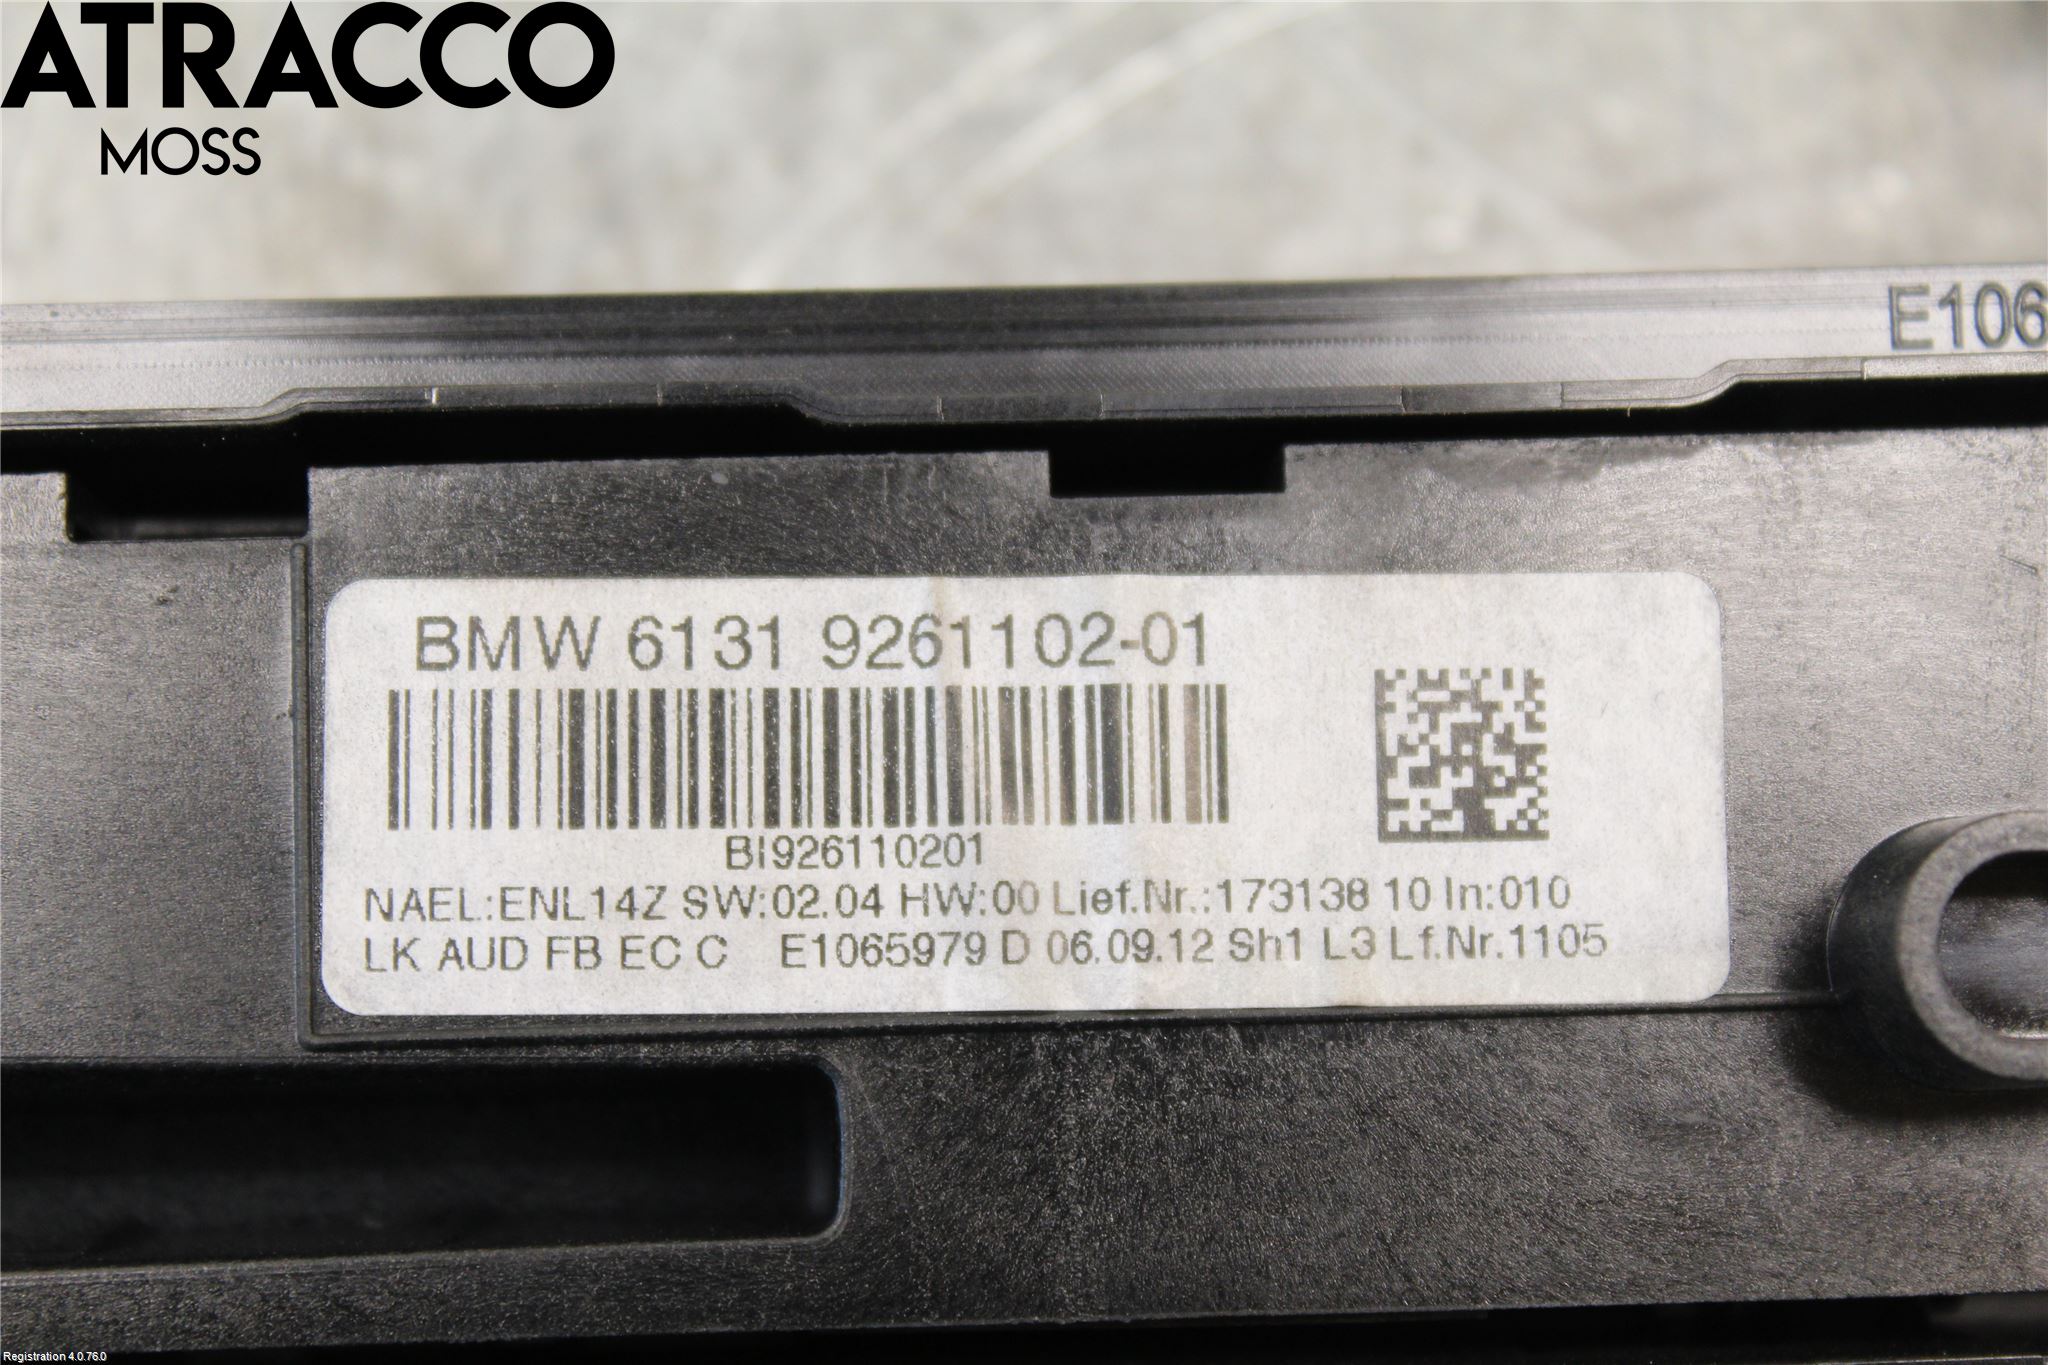 ATRACCO
MOSS
E106
BMW 6131 9261102-01
BI926110201
NAEL:ENL14Z SW:02.04 HW:00 Lief.Nr.:173138 10 In:010
LK AUD FB EC C E1065979 D 06.09.12 Sh1 L3 Lf.Nr.1105
Registration 4.0.76.0